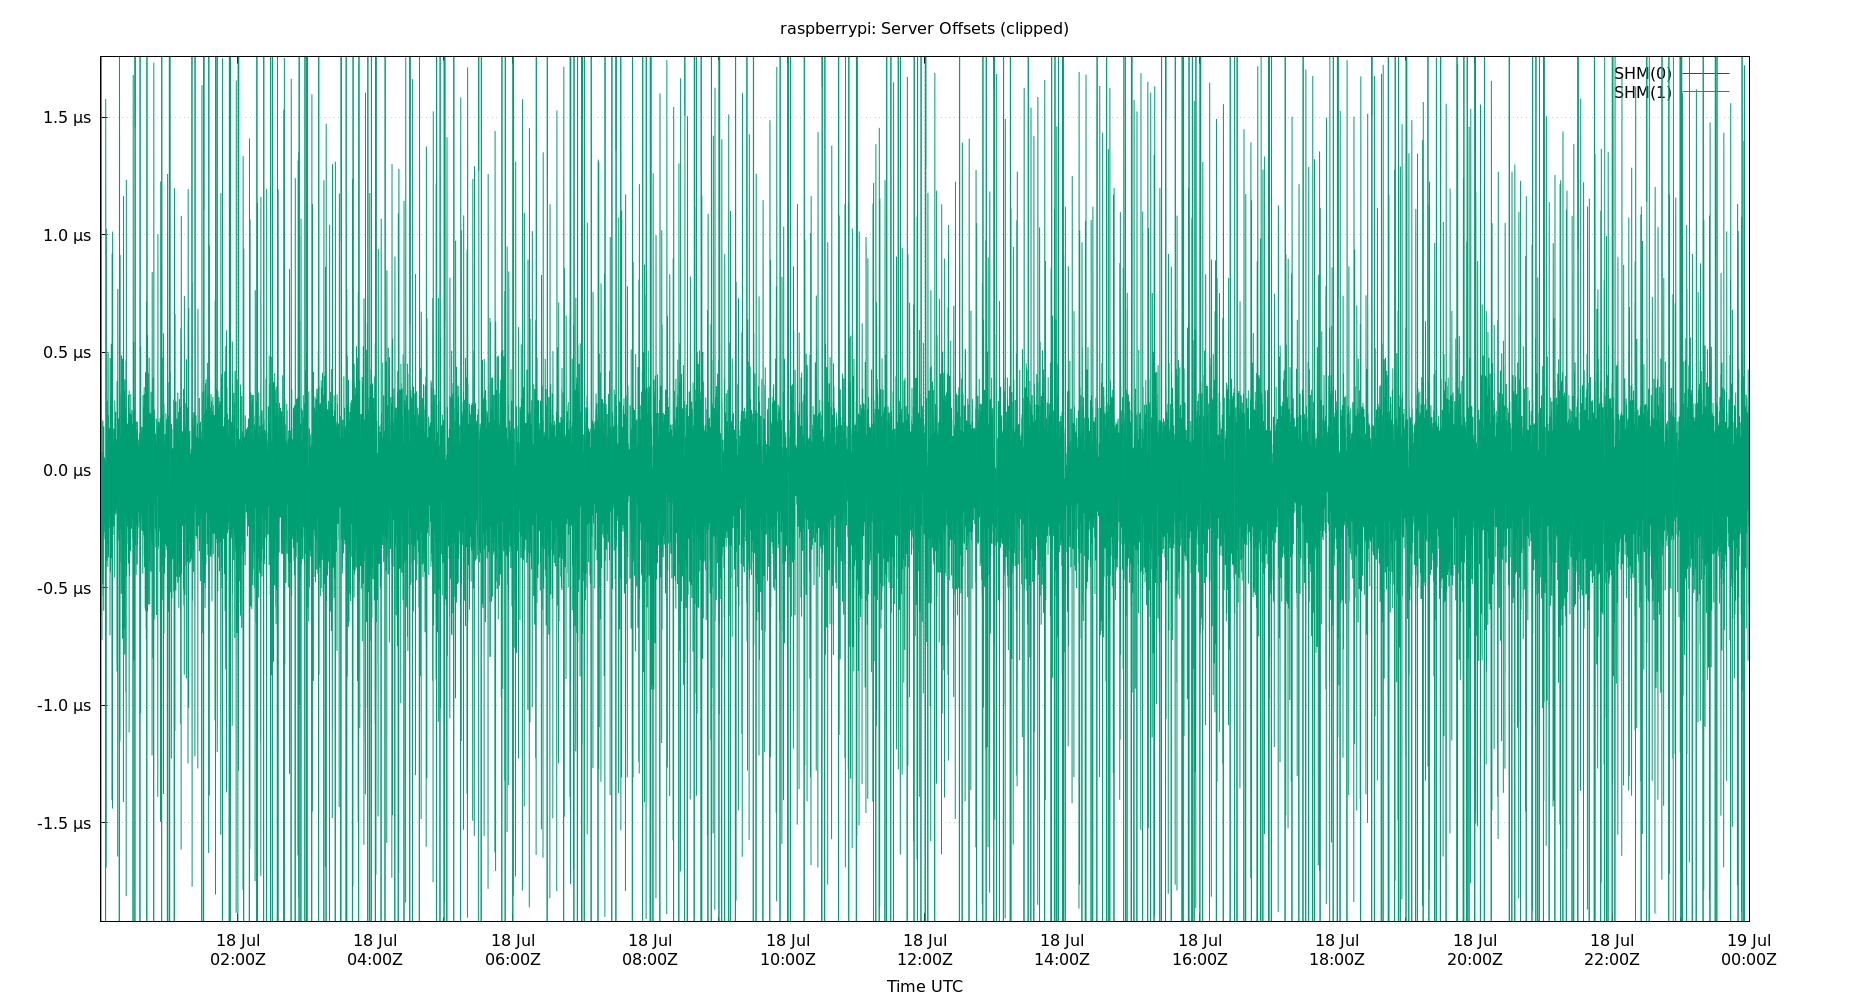 raspberrypi: Server Offsets (clipped)
SHM(0)
SHM(1)
1.5 µs
1.0 µs
0.5 µs
0.0 µs
-0.5 µs
-1.0 µs
-1.5 µs
18 Jul 18 Jul 18 Jul 18 Jul 18 Jul 18 Jul 18 Jul 18 Jul 18 Jul 18 Jul 18 Jul 19 Jul
02:00Z 04:00Z 06:00Z 08:00Z 10:00Z 12:00Z 14:00Z 16:00Z 18:00Z 20:00Z 22:00Z 00:00Z
Time UTC